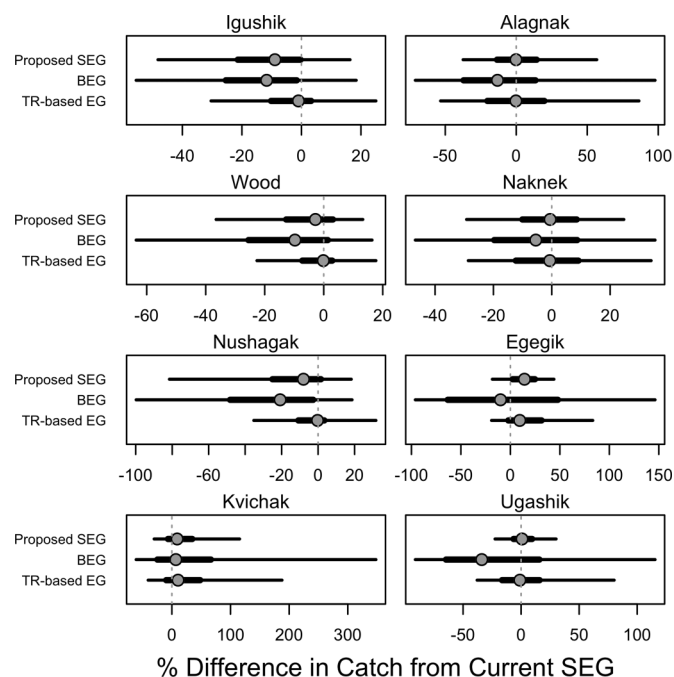 Igushik Alagnak
Proposed SEG
BEG
TR-based EG
-40 -20 0 20 -50 0 50 100
Wood Naknek
Proposed SEG
BEG
TR-based EG
-60 -40 -20 0 20 -40 -20 0 20
Nushagak Egegik
Proposed SEG
BEG
TR-based EG
-100 -60 -20 0 20 -100 -50 0 50 100 150
Kvichak Ugashik
Proposed SEG
BEG
TR-based EG
0 100 200 300 -50 0 50 100
% Difference in Catch from Current SEG